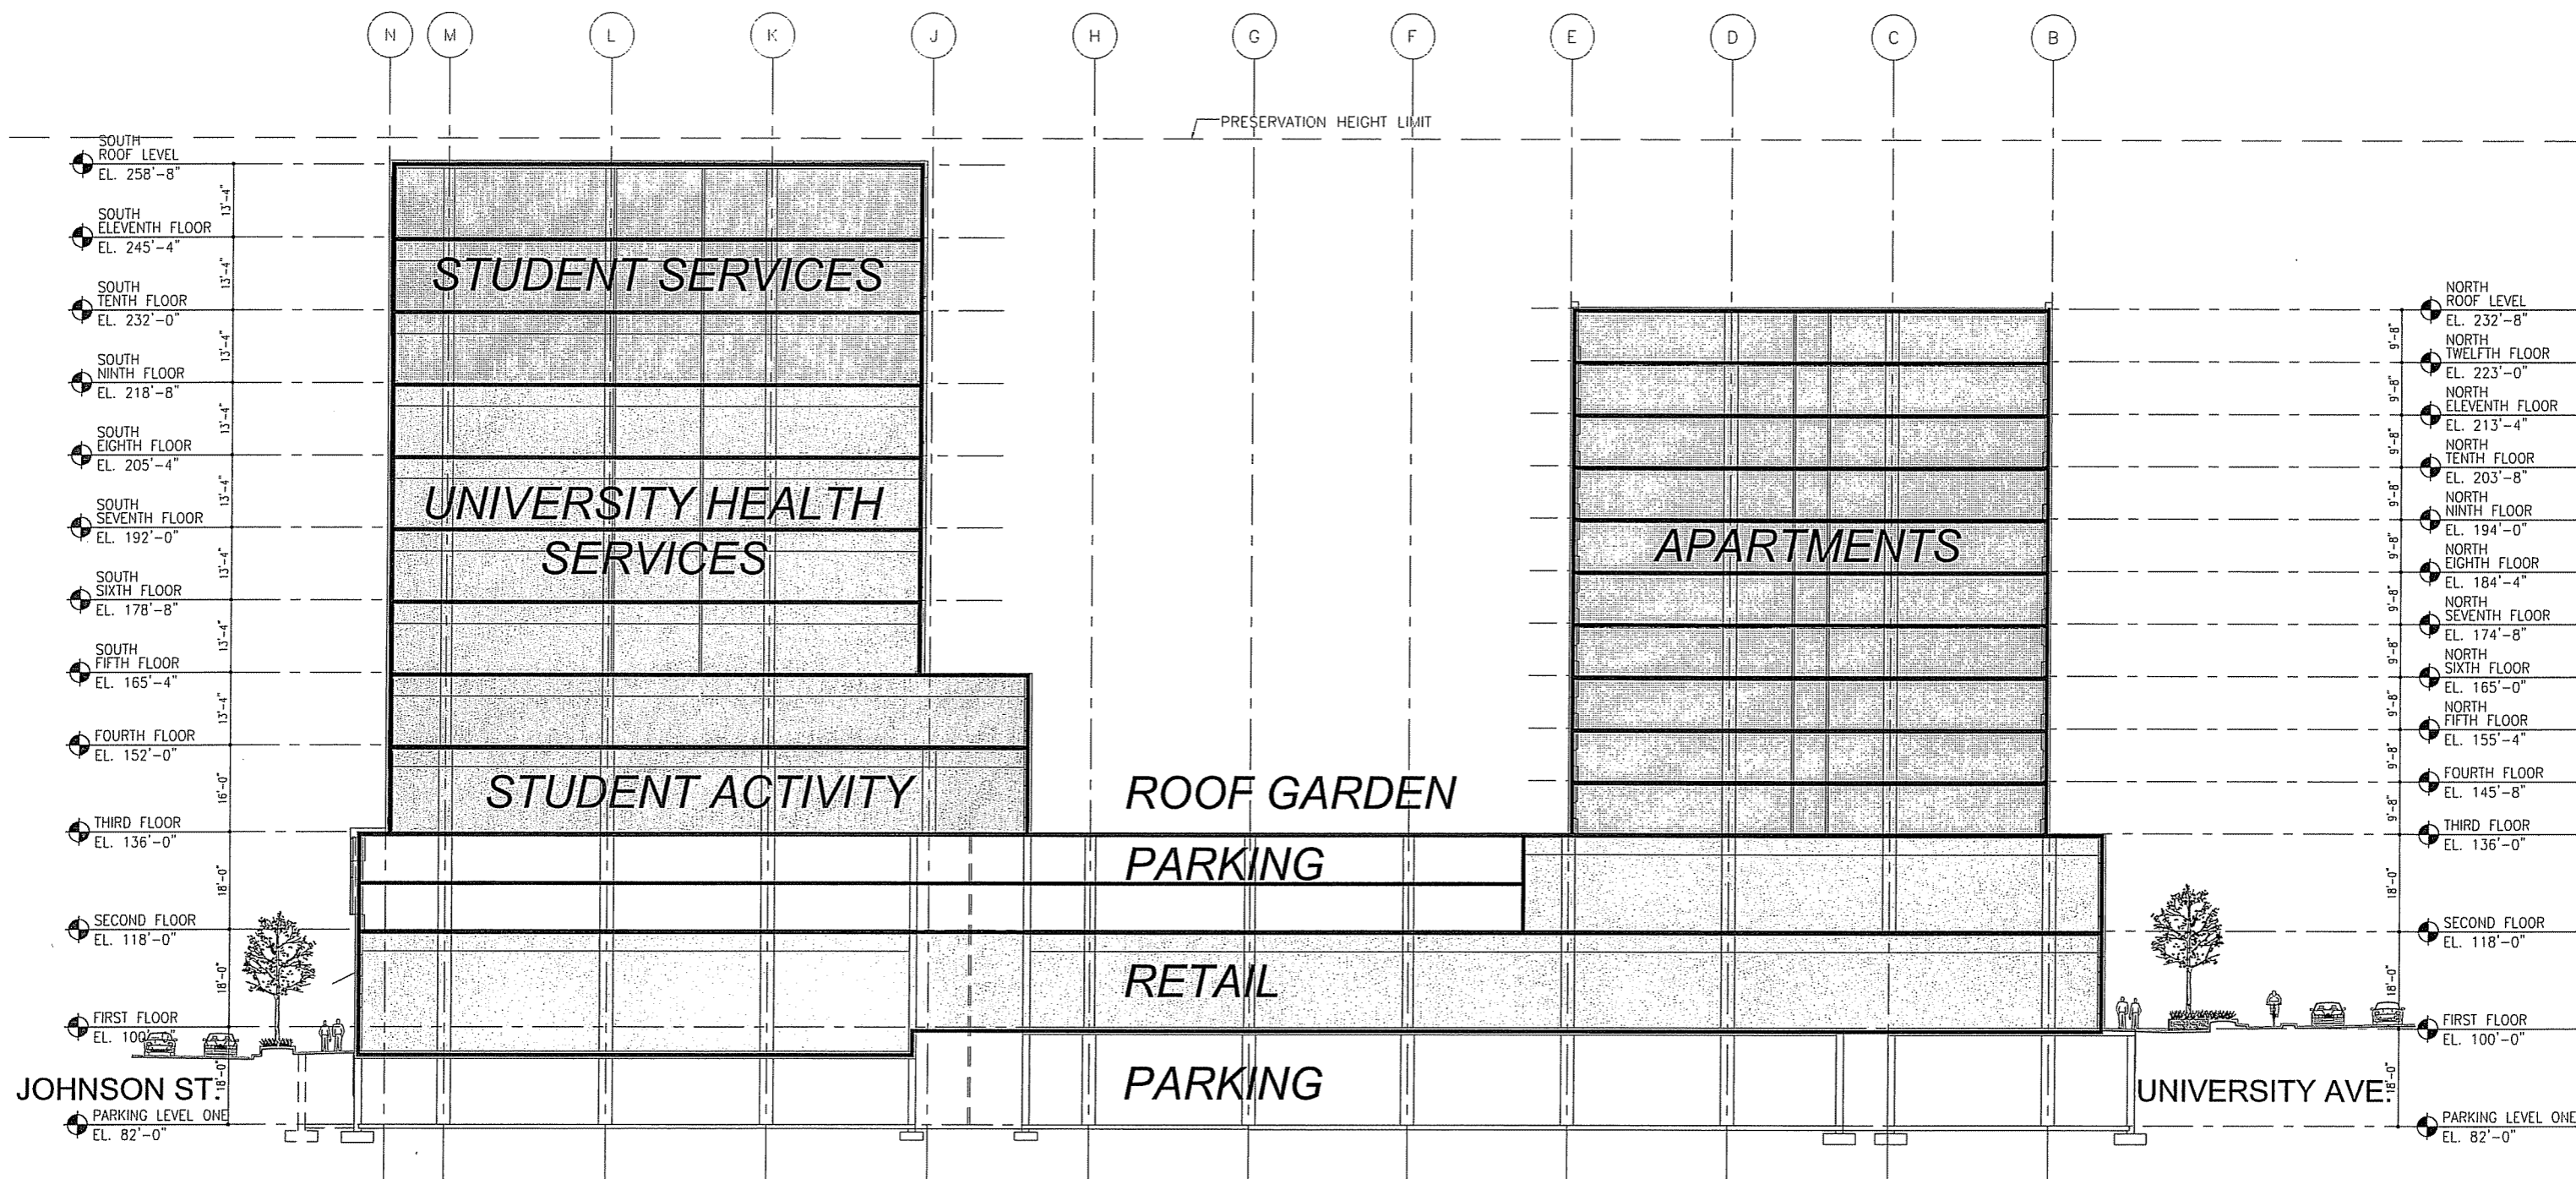 N M L K J H G F E D C B
PRESERVATION HEIGHT LIMIT
SOUTH
ROOF LEVEL
EL. 258'-8"
13'-4"
SOUTH
ELEVENTH FLOOR
EL. 245'-4"
13'-4"
SOUTH
TENTH FLOOR
EL. 232'-0"
13'-4"
SOUTH
NINTH FLOOR
EL. 218'-8"
13'-4"
SOUTH
EIGHTH FLOOR
EL. 205'-4"
13'-4"
SOUTH
SEVENTH FLOOR
EL. 192'-0"
13'-4"
SOUTH
SIXTH FLOOR
EL. 178'-8"
13'-4"
SOUTH
FIFTH FLOOR
EL. 165'-4"
13'-4"
FOURTH FLOOR
EL. 152'-0"
16'-0"
THIRD FLOOR
EL. 136'-0"
18'-0"
SECOND FLOOR
EL. 118'-0"
18'-0"
FIRST FLOOR
EL. 100'-0"
18'-0"
JOHNSON ST.
PARKING LEVEL ONE
EL. 82'-0"
STUDENT SERVICES
UNIVERSITY HEALTH
SERVICES
STUDENT ACTIVITY
ROOF GARDEN
PARKING
RETAIL
PARKING
APARTMENTS
NORTH
ROOF LEVEL
EL. 232'-8"
9'-8"
NORTH
TWELFTH FLOOR
EL. 223'-0"
9'-8"
NORTH
ELEVENTH FLOOR
EL. 213'-4"
9'-8"
NORTH
TENTH FLOOR
EL. 203'-8"
9'-8"
NORTH
NINTH FLOOR
EL. 194'-0"
9'-8"
NORTH
EIGHTH FLOOR
EL. 184'-4"
9'-8"
NORTH
SEVENTH FLOOR
EL. 174'-8"
9'-8"
NORTH
SIXTH FLOOR
EL. 165'-0"
9'-8"
NORTH
FIFTH FLOOR
EL. 155'-4"
9'-8"
FOURTH FLOOR
EL. 145'-8"
9'-8"
THIRD FLOOR
EL. 136'-0"
18'-0"
SECOND FLOOR
EL. 118'-0"
18'-0"
FIRST FLOOR
EL. 100'-0"
18'-0"
UNIVERSITY AVE.
PARKING LEVEL ONE
EL. 82'-0"